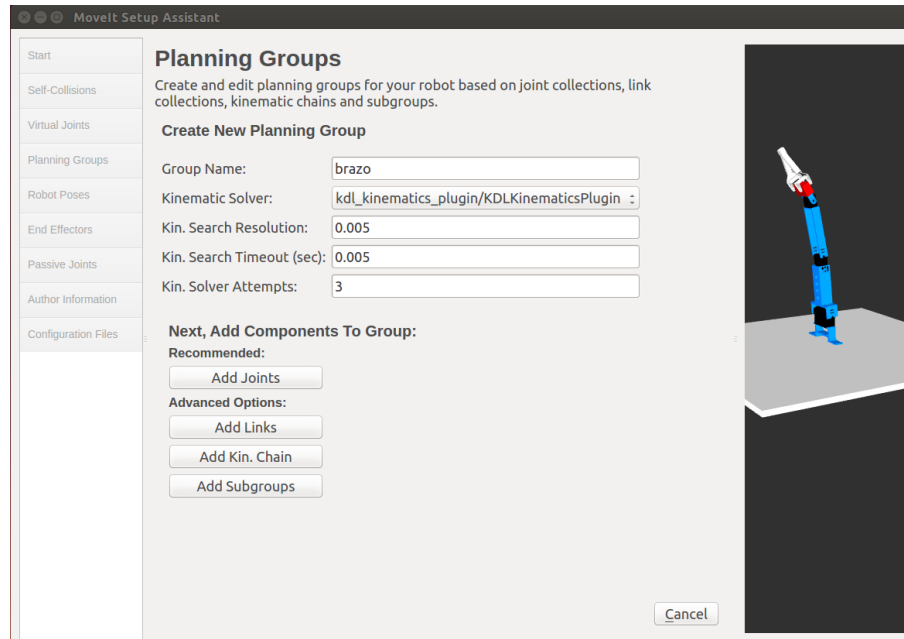 MoveIt Setup Assistant
Start
Self-Collisions
Virtual Joints
Planning Groups
Robot Poses
End Effectors
Passive Joints
Author Information
Configuration Files
Planning Groups
Create and edit planning groups for your robot based on joint collections, link
collections, kinematic chains and subgroups.
Create New Planning Group
Group Name: brazo
Kinematic Solver: kdl_kinematics_plugin/KDLKinematicsPlugin
Kin. Search Resolution: 0.005
Kin. Search Timeout (sec): 0.005
Kin. Solver Attempts: 3
Next, Add Components To Group:
Recommended:
Add Joints
Advanced Options:
Add Links
Add Kin. Chain
Add Subgroups
Cancel